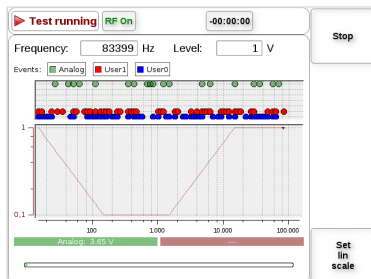 Test running RF On -00:00:00
Stop
Frequency: 83399 Hz Level: 1 V
Events: Analog User1 User0
1
0,1
100 1.000 10.000 100.000
Analog: 3.65 V ---
Set
lin
scale